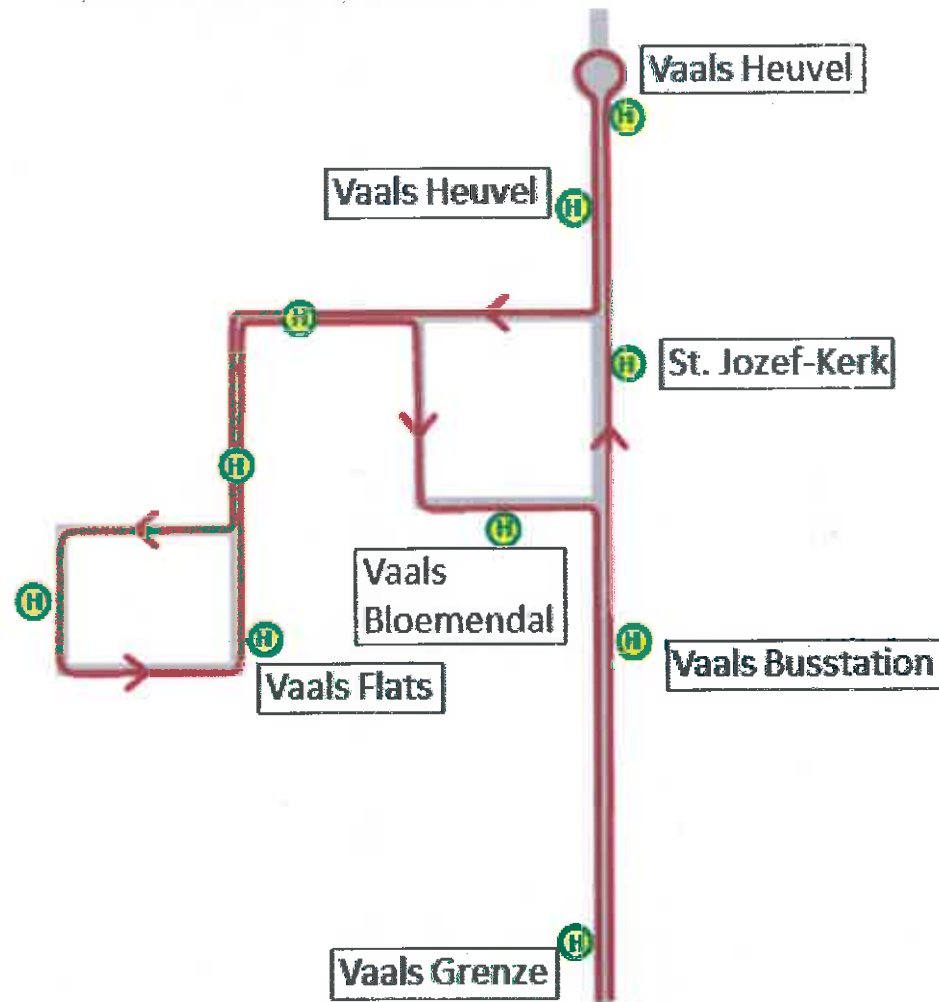 Vaals Heuvel
H
Vaals Heuvel
H
H
H
St. Jozef-Kerk
H
H
Vaals
Bloemendal
H
H
H
Vaals Busstation
Vaals Flats
H
Vaals Grenze